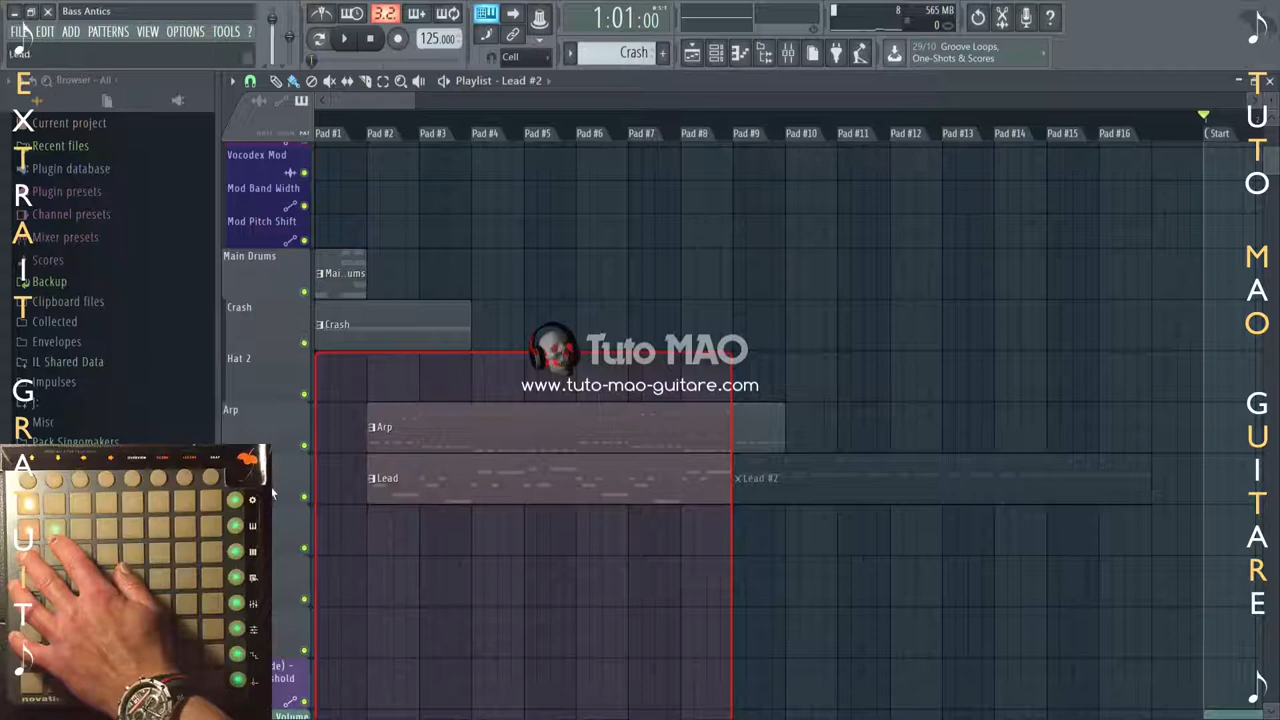 Bass Antics
FILE EDIT ADD PATTERNS VIEW OPTIONS TOOLS ?
Lead
3.2
125.000
1:01:00
8
565 MB
0
Cell
Crash
29/10 Groove Loops,
One-Shots & Scores
Browser - All
Playlist - Lead #2
Current project
Recent files
Plugin database
Plugin presets
Channel presets
Mixer presets
Scores
Backup
Clipboard files
Collected
Envelopes
IL Shared Data
Impulses
Misc
Pack Singomakers
Pad #1 Pad #2 Pad #3 Pad #4 Pad #5 Pad #6 Pad #7 Pad #8 Pad #9 Pad #10 Pad #11 Pad #12 Pad #13 Pad #14 Pad #15 Pad #16 Start
Vocodex Mod
Mod Band Width
Mod Pitch Shift
Main Drums
Mai..ums
Crash
Crash
Hat 2
Arp
Arp
Lead
Lead #2
Volume
Tuto MAO
www.tuto-mao-guitare.com
EXTRAIT GRATUIT
TUTO MAO GUITARE